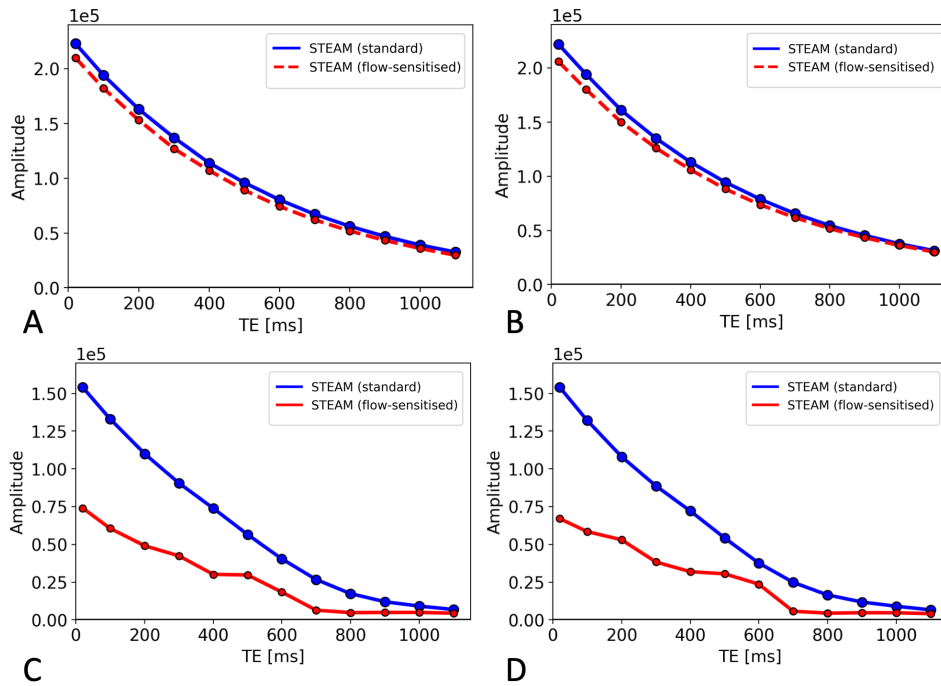 1e5
Amplitude
2.0
1.5
1.0
0.5
0.0
STEAM (standard)
STEAM (flow-sensitised)
0 200 400 600 800 1000
TE [ms]
A
1e5
Amplitude
2.0
1.5
1.0
0.5
0.0
STEAM (standard)
STEAM (flow-sensitised)
0 200 400 600 800 1000
TE [ms]
B
1e5
Amplitude
1.50
1.25
1.00
0.75
0.50
0.25
0.00
STEAM (standard)
STEAM (flow-sensitised)
0 200 400 600 800 1000
TE [ms]
C
1e5
Amplitude
1.50
1.25
1.00
0.75
0.50
0.25
0.00
STEAM (standard)
STEAM (flow-sensitised)
0 200 400 600 800 1000
TE [ms]
D